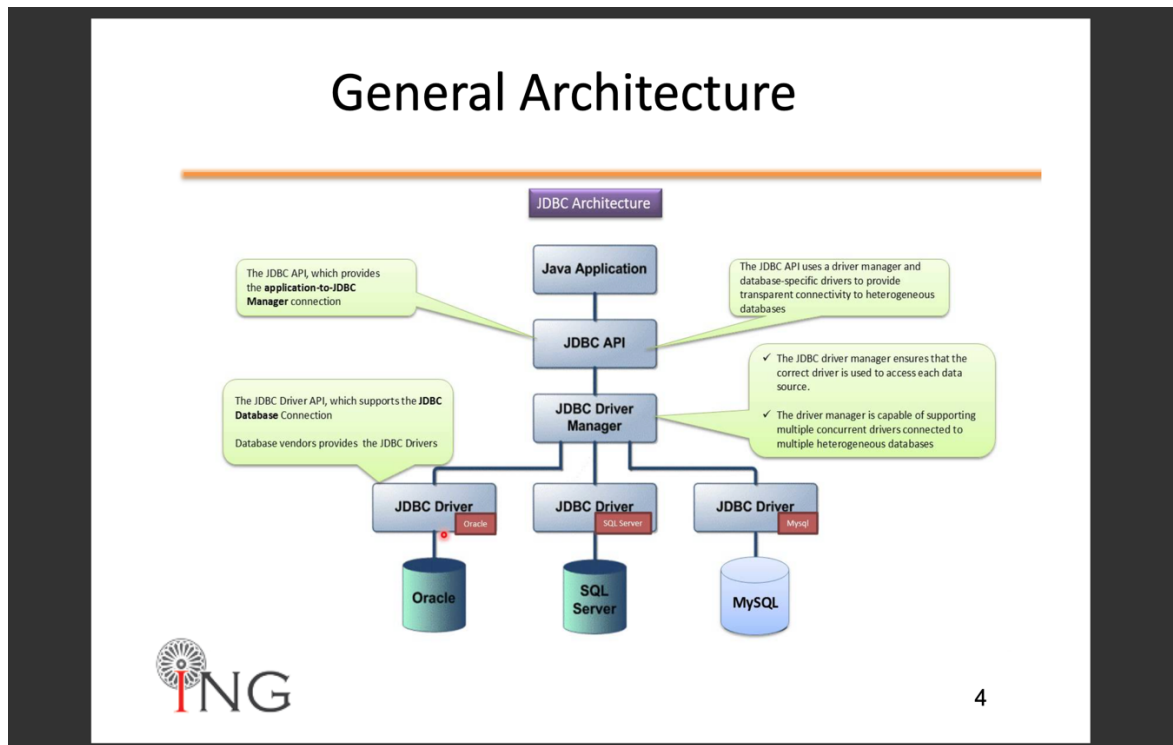 General Architecture
JDBC Architecture
Java Application
The JDBC API, which provides
the application-to-JDBC
Manager connection
The JDBC API uses a driver manager and
database-specific drivers to provide
transparent connectivity to heterogeneous
databases
JDBC API
The JDBC Driver API, which supports the JDBC
Database Connection
Database vendors provides the JDBC Drivers
JDBC Driver
Manager
✓ The JDBC driver manager ensures that the
correct driver is used to access each data
source.
✓ The driver manager is capable of supporting
multiple concurrent drivers connected to
multiple heterogeneous databases
JDBC Driver
Oracle
JDBC Driver
SQL Server
JDBC Driver
Mysql
Oracle
SQL
Server
MySQL
ING
4